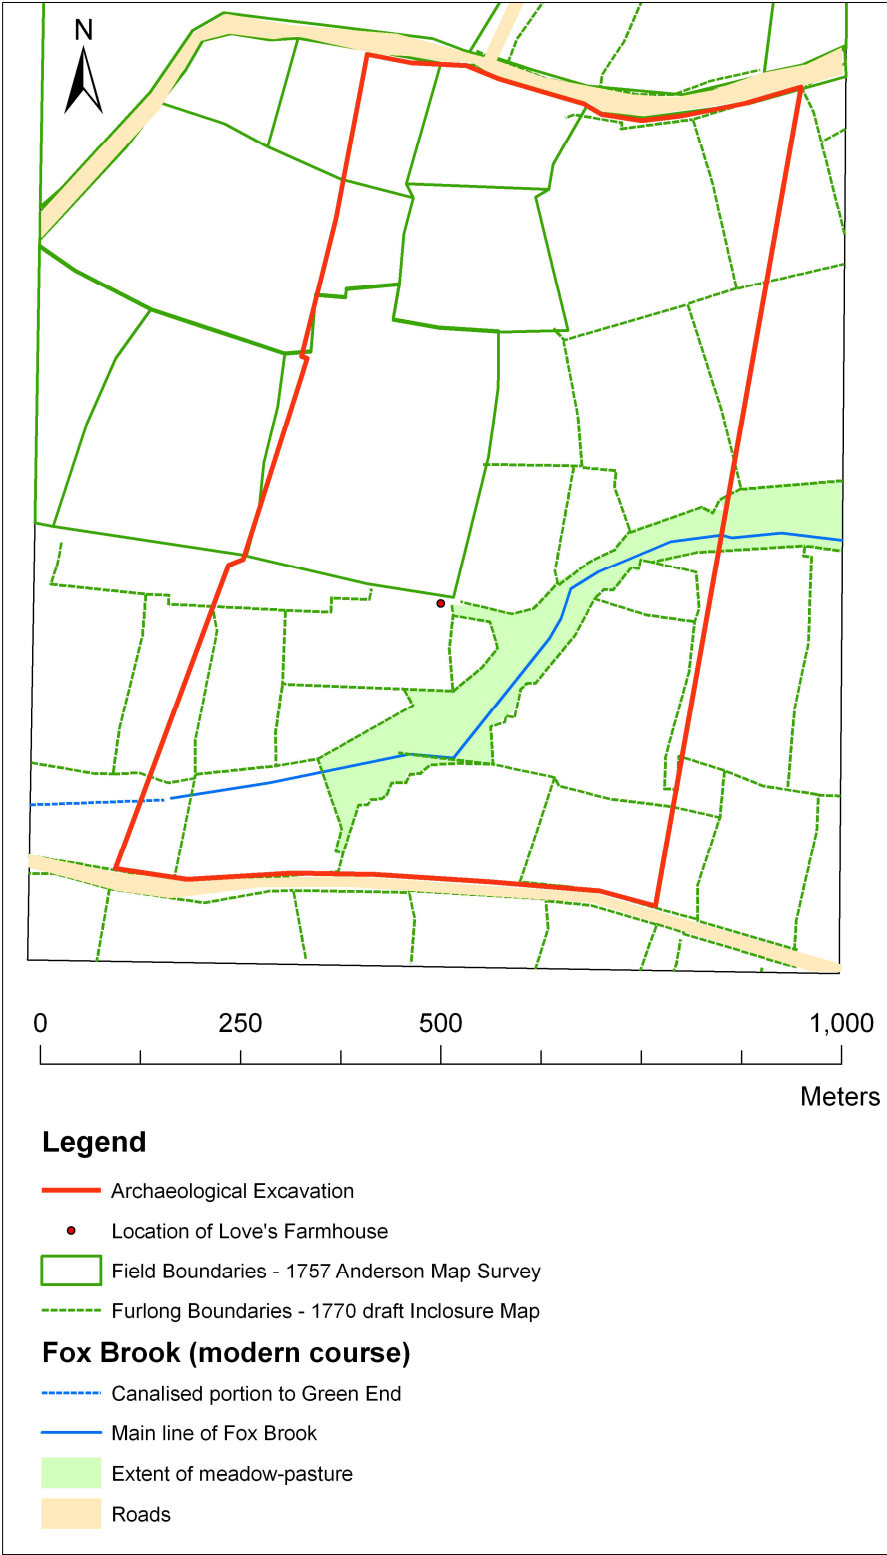 N
0 250 500 1,000
Meters
Legend
Archaeological Excavation
Location of Love's Farmhouse
Field Boundaries - 1757 Anderson Map Survey
Furlong Boundaries - 1770 draft Inclosure Map
Fox Brook (modern course)
Canalised portion to Green End
Main line of Fox Brook
Extent of meadow-pasture
Roads